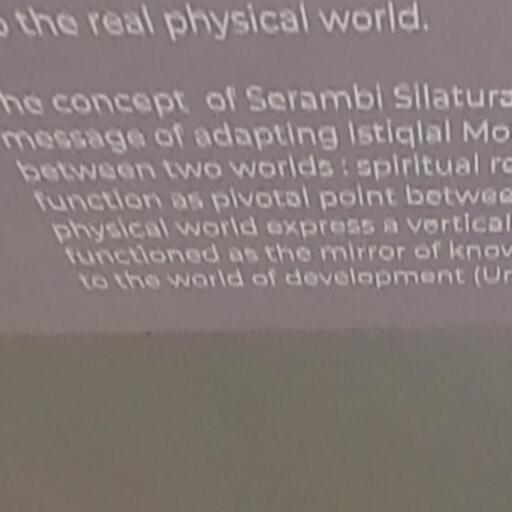 the real physical world.
he concept of Serambi Silatura
message of adapting Istiqlal Mo
between two worlds : spiritual ro
function as pivotal point betwee
physical world express a vertical
functioned as the mirror of know
to the world of development (Ur